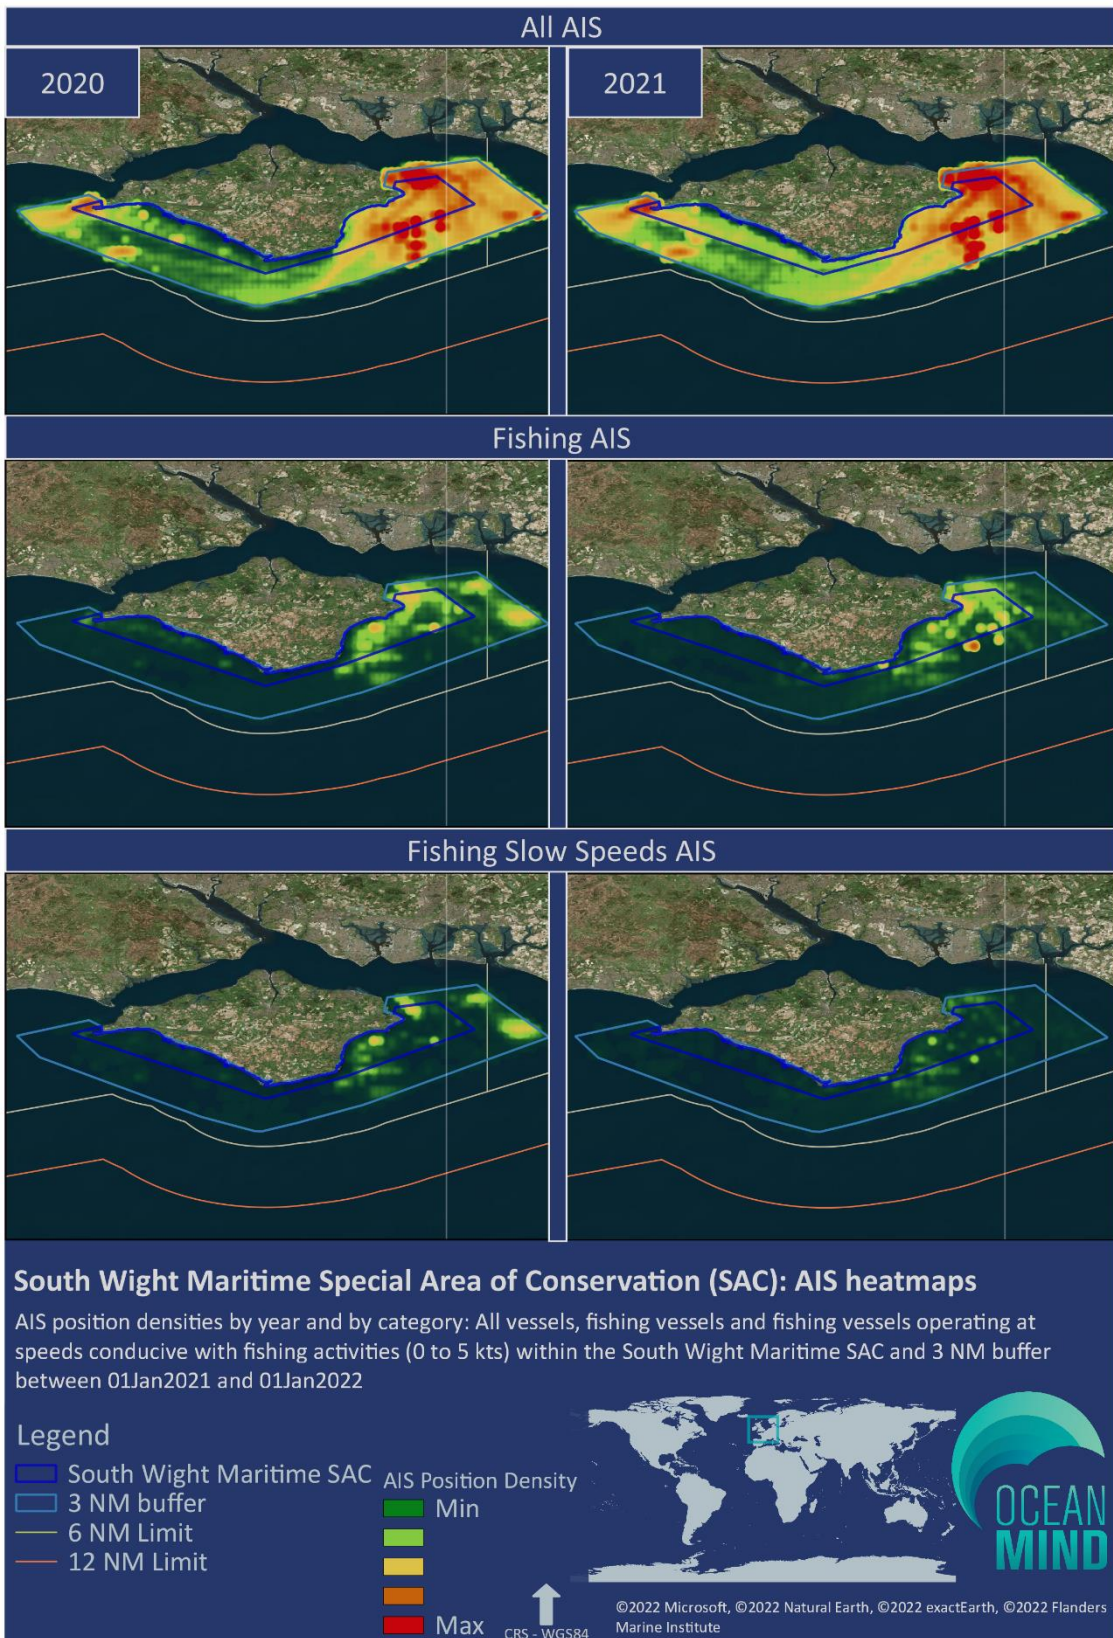 All AIS
2020
2021
Fishing AIS
Fishing Slow Speeds AIS
South Wight Maritime Special Area of Conservation (SAC): AIS heatmaps
AIS position densities by year and by category: All vessels, fishing vessels and fishing vessels operating at
speeds conducive with fishing activities (0 to 5 kts) within the South Wight Maritime SAC and 3 NM buffer
between 01Jan2021 and 01Jan2022
Legend
South Wight Maritime SAC
3 NM buffer
6 NM Limit
12 NM Limit
AIS Position Density
Min
Max
CRS - WGS84
OCEAN
MIND
©2022 Microsoft, ©2022 Natural Earth, ©2022 exactEarth, ©2022 Flanders
Marine Institute